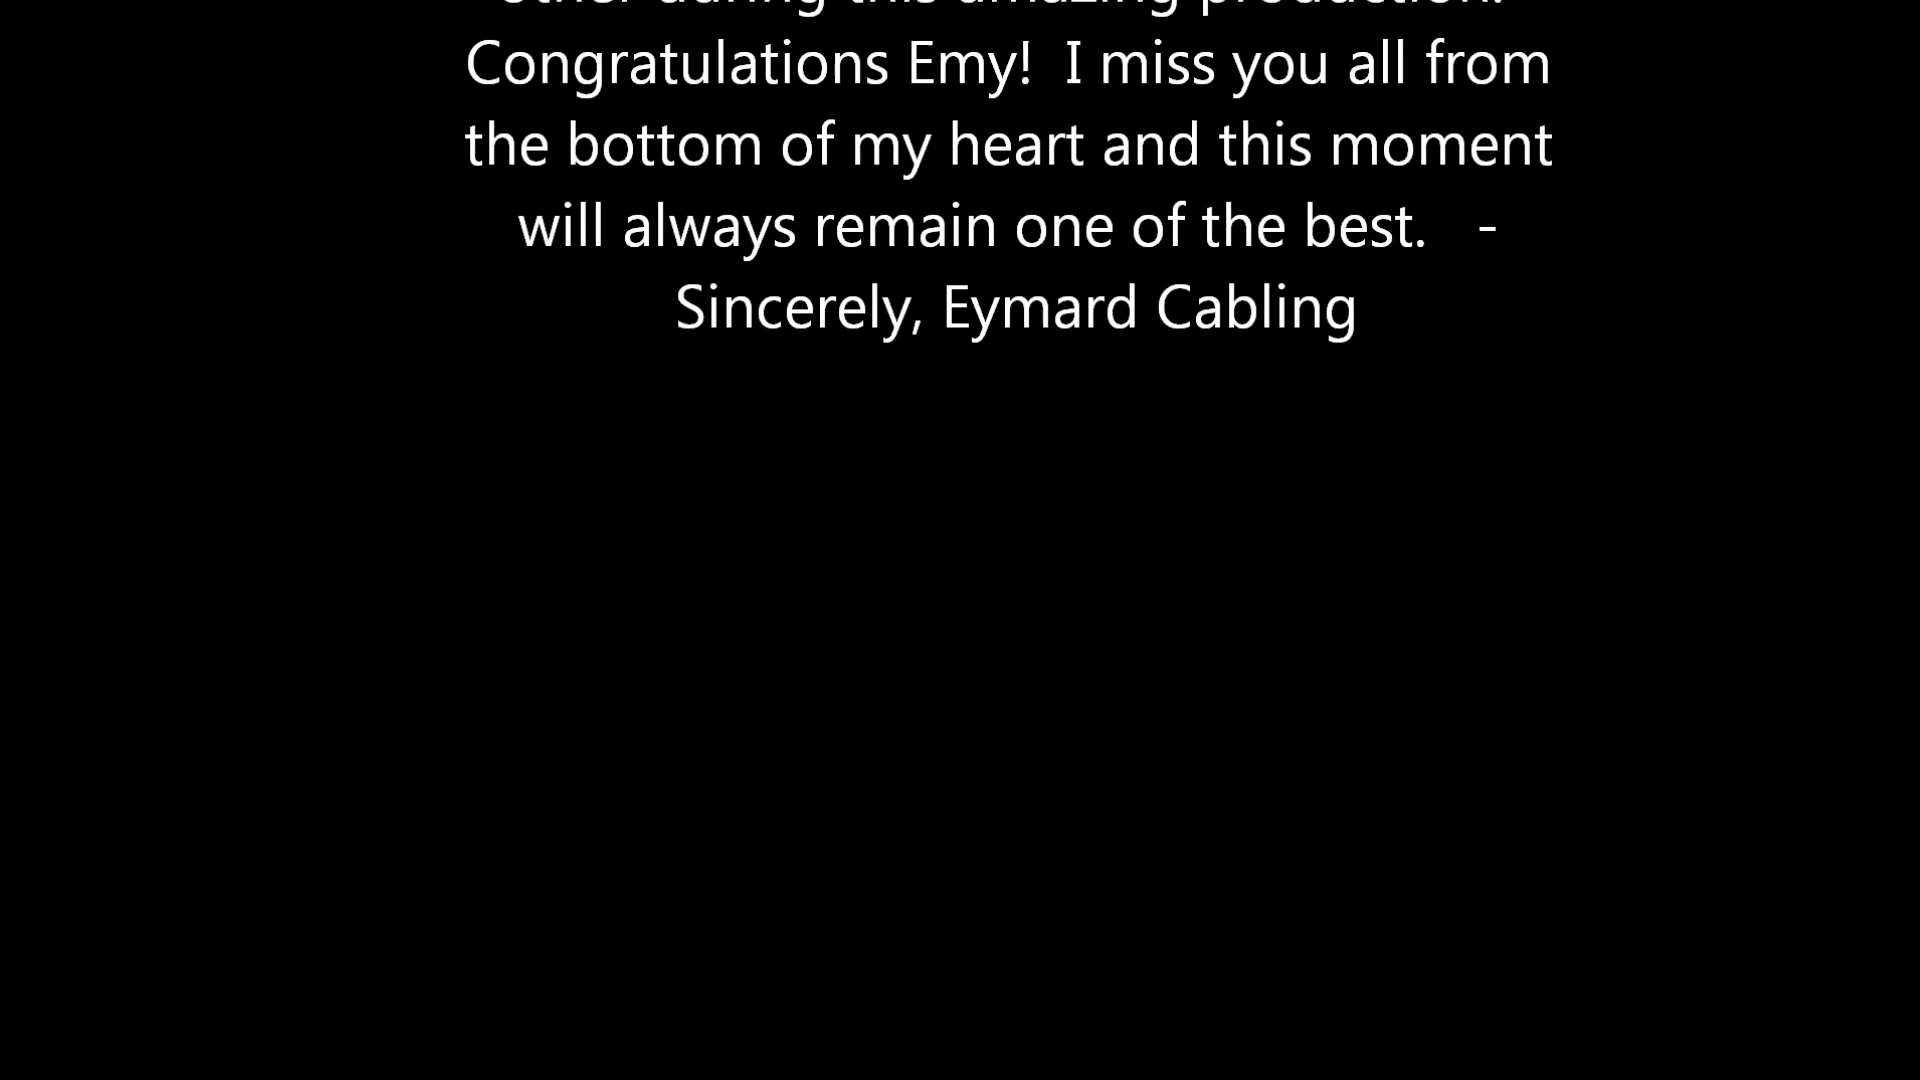 other during this amazing production.
Congratulations Emy!  I miss you all from
the bottom of my heart and this moment
will always remain one of the best.   -
Sincerely, Eymard Cabling